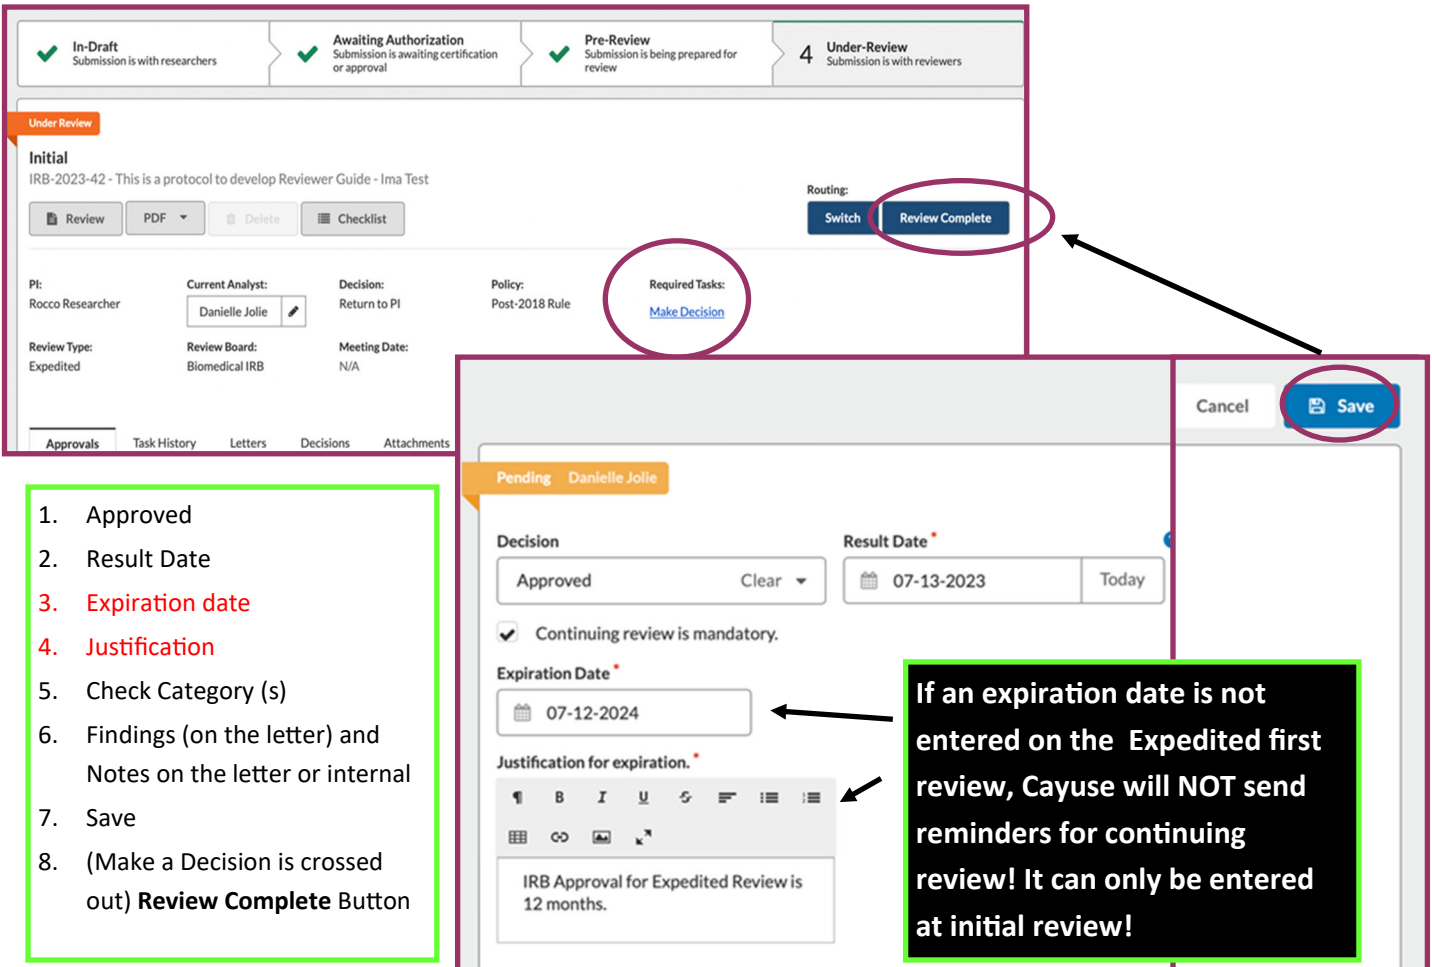 In-Draft
Submission is with researchers
Awaiting Authorization
Submission is awaiting certification
or approval
Pre-Review
Submission is being prepared for
review
4 Under-Review
Submission is with reviewers
Under Review
Initial
IRB-2023-42 - This is a protocol to develop Reviewer Guide - Ima Test
Routing:
Review PDF Delete Checklist
Switch Review Complete
PI: Current Analyst: Decision: Policy: Required Tasks:
Rocco Researcher Danielle Jolie Return to PI Post-2018 Rule Make Decision
Review Type: Review Board: Meeting Date:
Expedited Biomedical IRB N/A
Approvals Task History Letters Decisions Attachments
Cancel Save
Pending Danielle Jolie
Decision Result Date *
Approved Clear 07-13-2023 Today
Continuing review is mandatory.
Expiration Date *
07-12-2024
Justification for expiration. *
¶ B I U S
IRB Approval for Expedited Review is
12 months.
1. Approved
2. Result Date
3. Expiration date
4. Justification
5. Check Category (s)
6. Findings (on the letter) and
Notes on the letter or internal
7. Save
8. (Make a Decision is crossed
out) Review Complete Button
If an expiration date is not
entered on the Expedited first
review, Cayuse will NOT send
reminders for continuing
review! It can only be entered
at initial review!